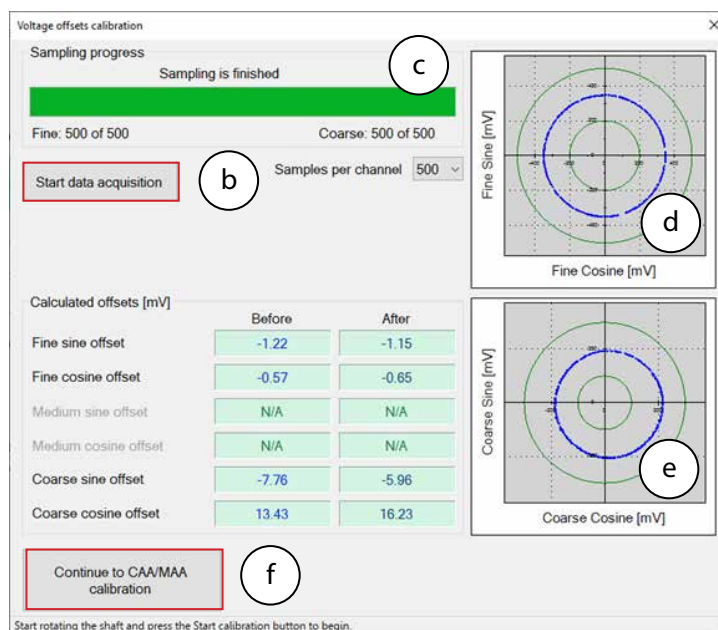 Voltage offsets calibration
Sampling progress
c
Sampling is finished
Fine: 500 of 500 Coarse: 500 of 500
Start data acquisition
b
Samples per channel 500
Fine Sine [mV]
d
Fine Cosine [mV]
Calculated offsets [mV]
Before After
Fine sine offset -1.22 -1.15
Fine cosine offset -0.57 -0.65
Medium sine offset N/A N/A
Medium cosine offset N/A N/A
Coarse sine offset -7.76 -5.96
Coarse cosine offset 13.43 16.23
Coarse Sine [mV]
e
Coarse Cosine [mV]
Continue to CAA/MAA
calibration
f
Start rotating the shaft and press the Start calibration button to begin.